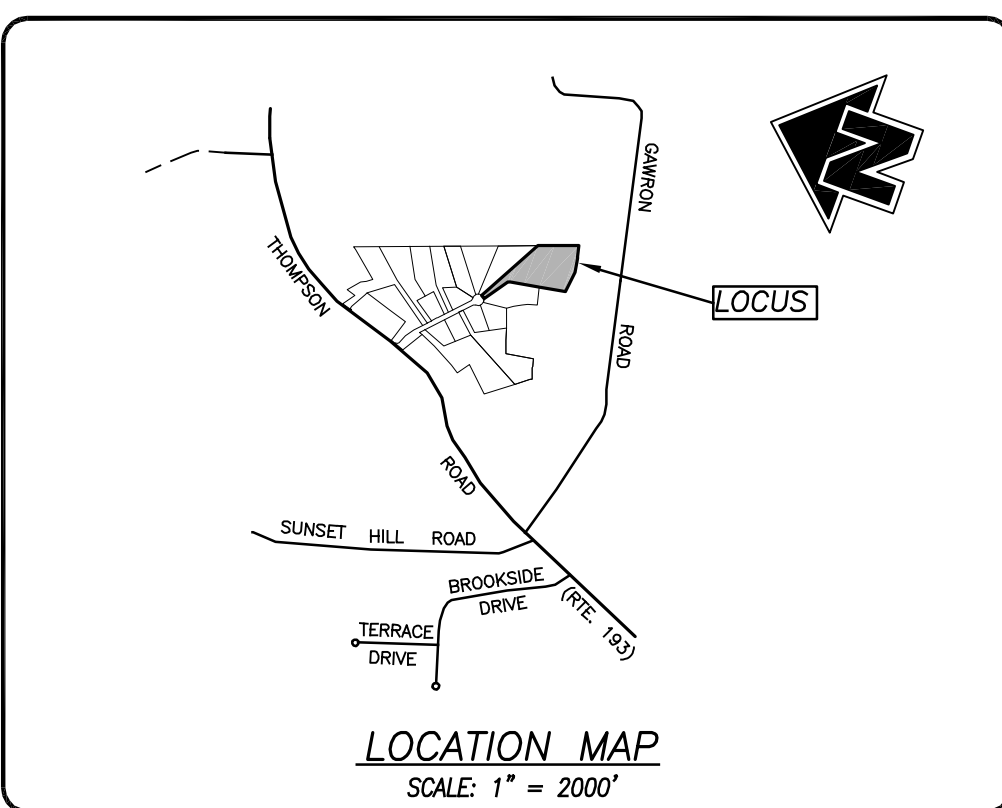 N
GAWRON
THOMPSON
LOCUS
ROAD
ROAD
SUNSET HILL ROAD
BROOKSIDE
DRIVE
(RTE. 193)
TERRACE
DRIVE
LOCATION MAP
SCALE: 1" = 2000'